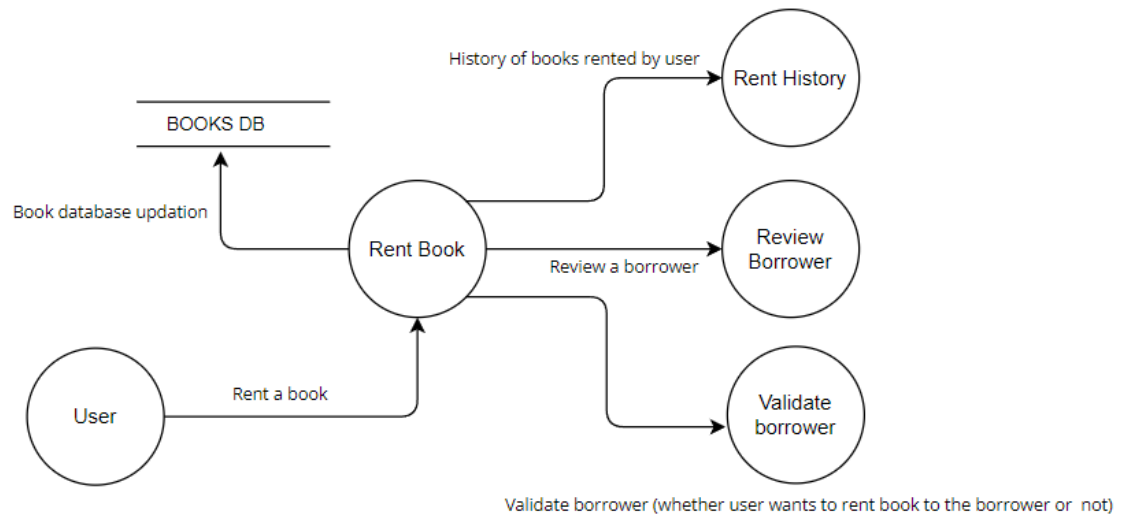 History of books rented by user
Rent History
BOOKS DB
Book database updation
Rent Book
Review
Borrower
Review a borrower
Rent a book
User
Validate
borrower
Validate borrower (whether user wants to rent book to the borrower or not)